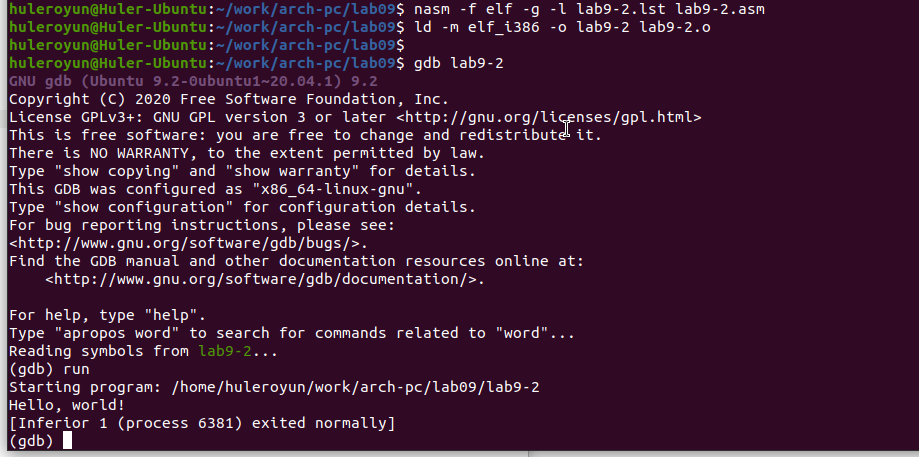 huleroyun@Huler-Ubuntu:~/work/arch-pc/lab09$ nasm -f elf -g -l lab9-2.lst lab9-2.asm
huleroyun@Huler-Ubuntu:~/work/arch-pc/lab09$ ld -m elf_i386 -o lab9-2 lab9-2.o
huleroyun@Huler-Ubuntu:~/work/arch-pc/lab09$
huleroyun@Huler-Ubuntu:~/work/arch-pc/lab09$ gdb lab9-2
GNU gdb (Ubuntu 9.2-0ubuntu1~20.04.1) 9.2
Copyright (C) 2020 Free Software Foundation, Inc.
License GPLv3+: GNU GPL version 3 or later <http://gnu.org/licenses/gpl.html>
This is free software: you are free to change and redistribute it.
There is NO WARRANTY, to the extent permitted by law.
Type "show copying" and "show warranty" for details.
This GDB was configured as "x86_64-linux-gnu".
Type "show configuration" for configuration details.
For bug reporting instructions, please see:
<http://www.gnu.org/software/gdb/bugs/>.
Find the GDB manual and other documentation resources online at:
    <http://www.gnu.org/software/gdb/documentation/>.

For help, type "help".
Type "apropos word" to search for commands related to "word"...
Reading symbols from lab9-2...
(gdb) run
Starting program: /home/huleroyun/work/arch-pc/lab09/lab9-2
Hello, world!
[Inferior 1 (process 6381) exited normally]
(gdb)